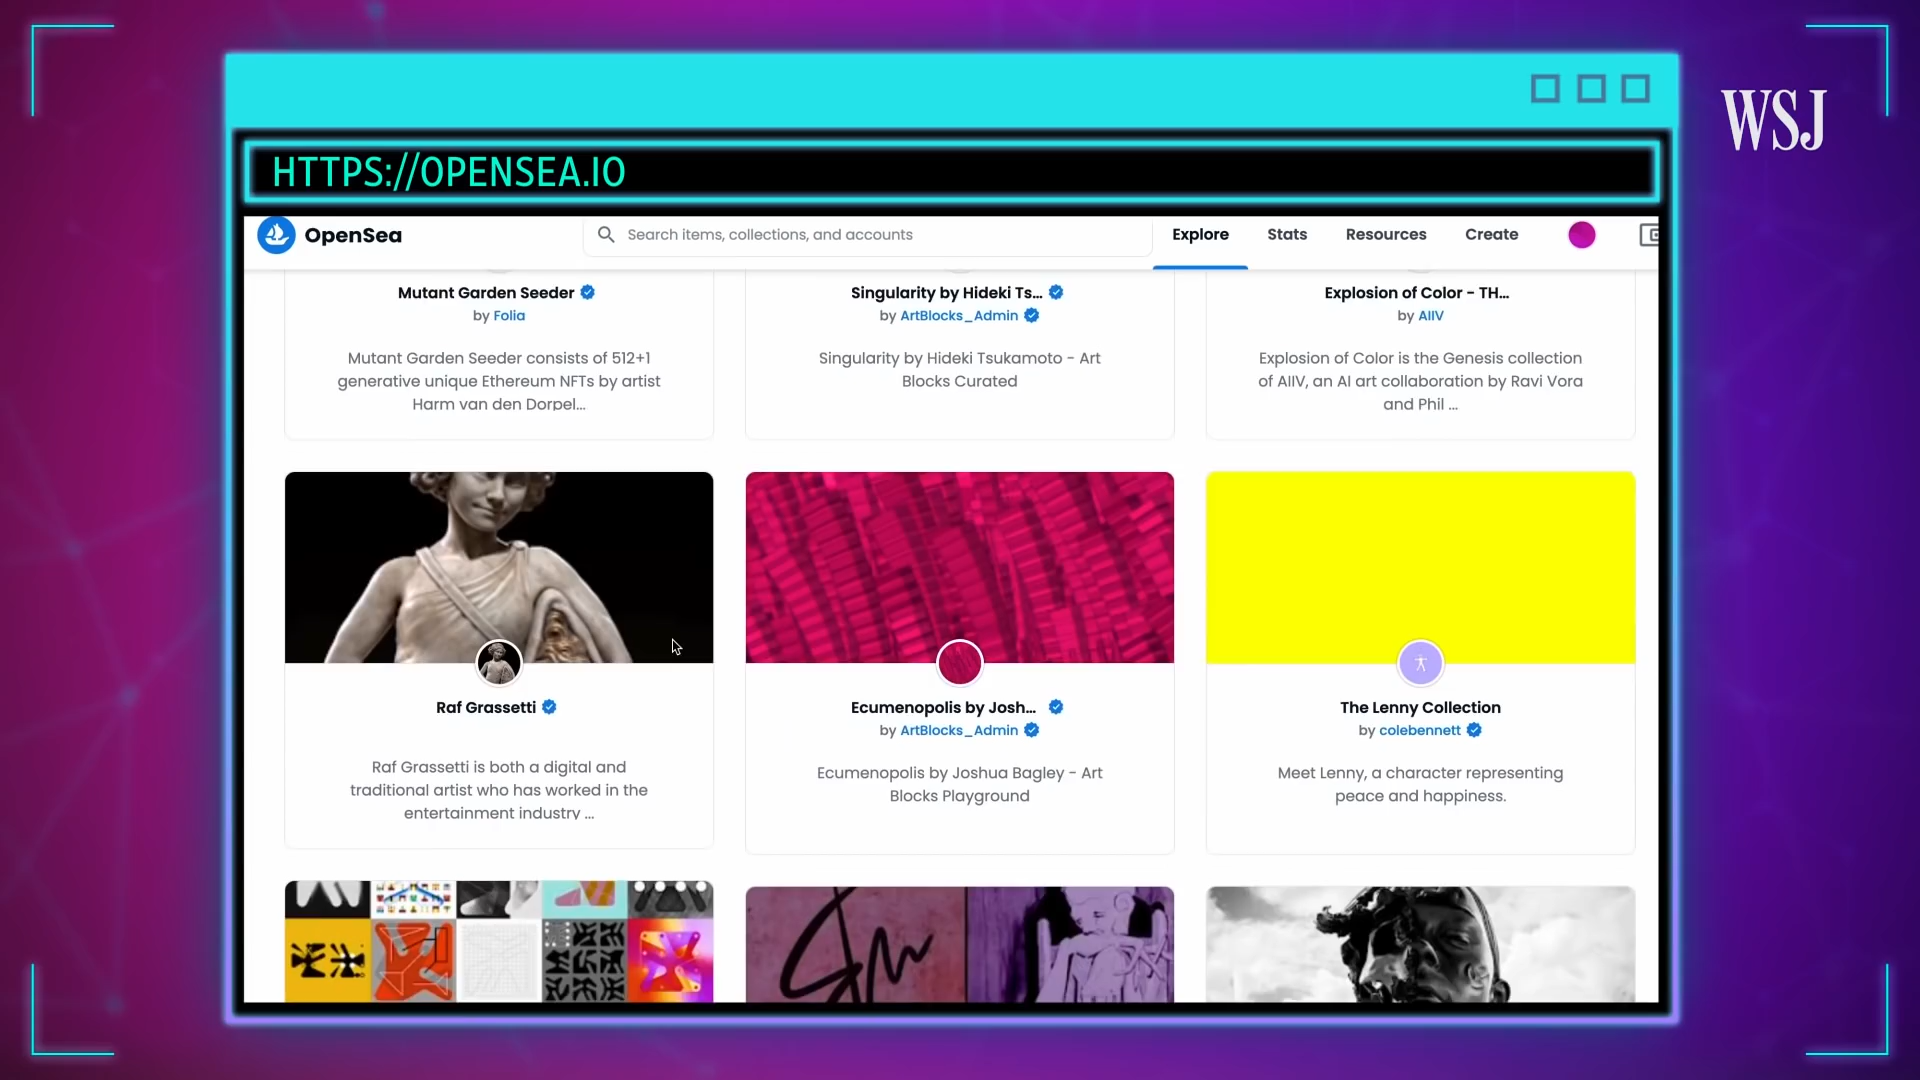 WSJ
HTTPS://OPENSEA.IO
OpenSea
Search items, collections, and accounts
Explore
Stats
Resources
Create
Mutant Garden Seeder
by Folia
Mutant Garden Seeder consists of 512+1
generative unique Ethereum NFTs by artist
Harm van den Dorpel...
Singularity by Hideki Ts...
by ArtBlocks_Admin
Singularity by Hideki Tsukamoto - Art
Blocks Curated
Explosion of Color - TH...
by AIIV
Explosion of Color is the Genesis collection
of AIIV, an AI art collaboration by Ravi Vora
and Phil ...
Raf Grassetti
Raf Grassetti is both a digital and
traditional artist who has worked in the
entertainment industry ...
Ecumenopolis by Josh...
by ArtBlocks_Admin
Ecumenopolis by Joshua Bagley - Art
Blocks Playground
The Lenny Collection
by colebennett
Meet Lenny, a character representing
peace and happiness.